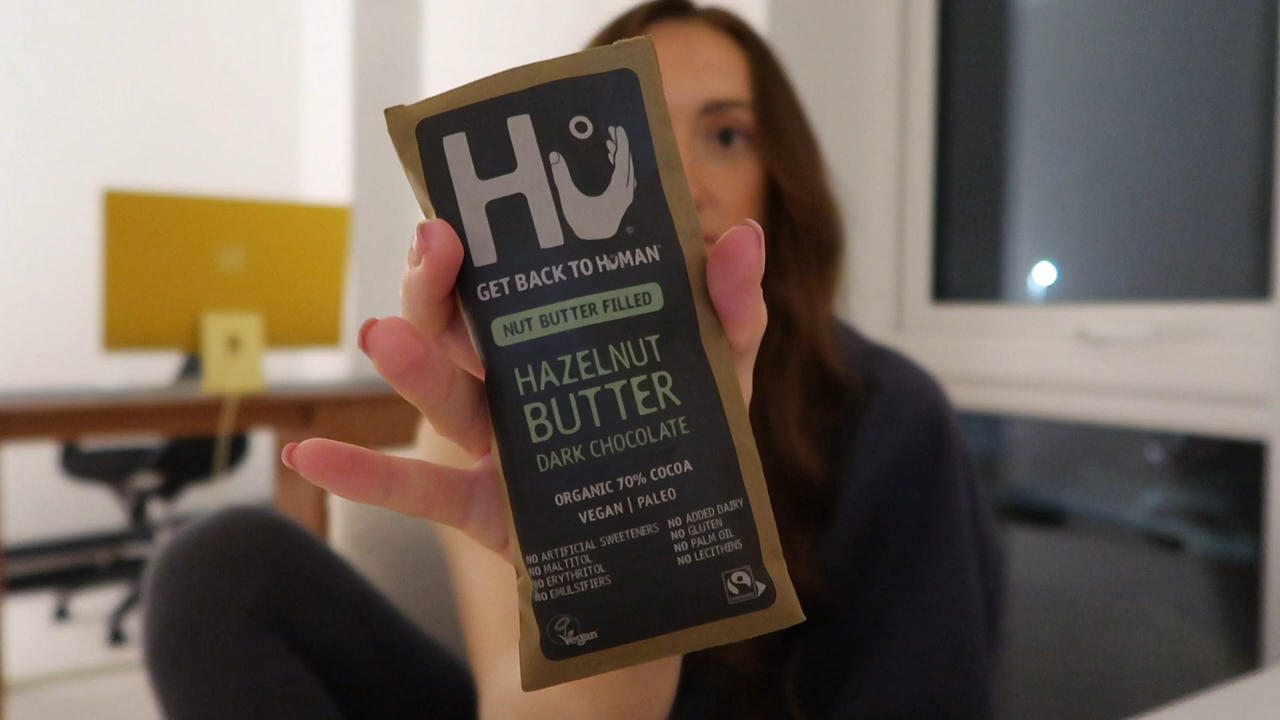 Hu
GET BACK TO HUMAN
NUT BUTTER FILLED
HAZELNUT
BUTTER
DARK CHOCOLATE
ORGANIC 70% COCOA
VEGAN | PALEO
NO ARTIFICIAL SWEETENERS
NO MALTITOL
NO ERYTHRITOL
NO EMULSIFIERS
NO ADDED DAIRY
NO GLUTEN
NO PALM OIL
NO LECITHINS
Vegan